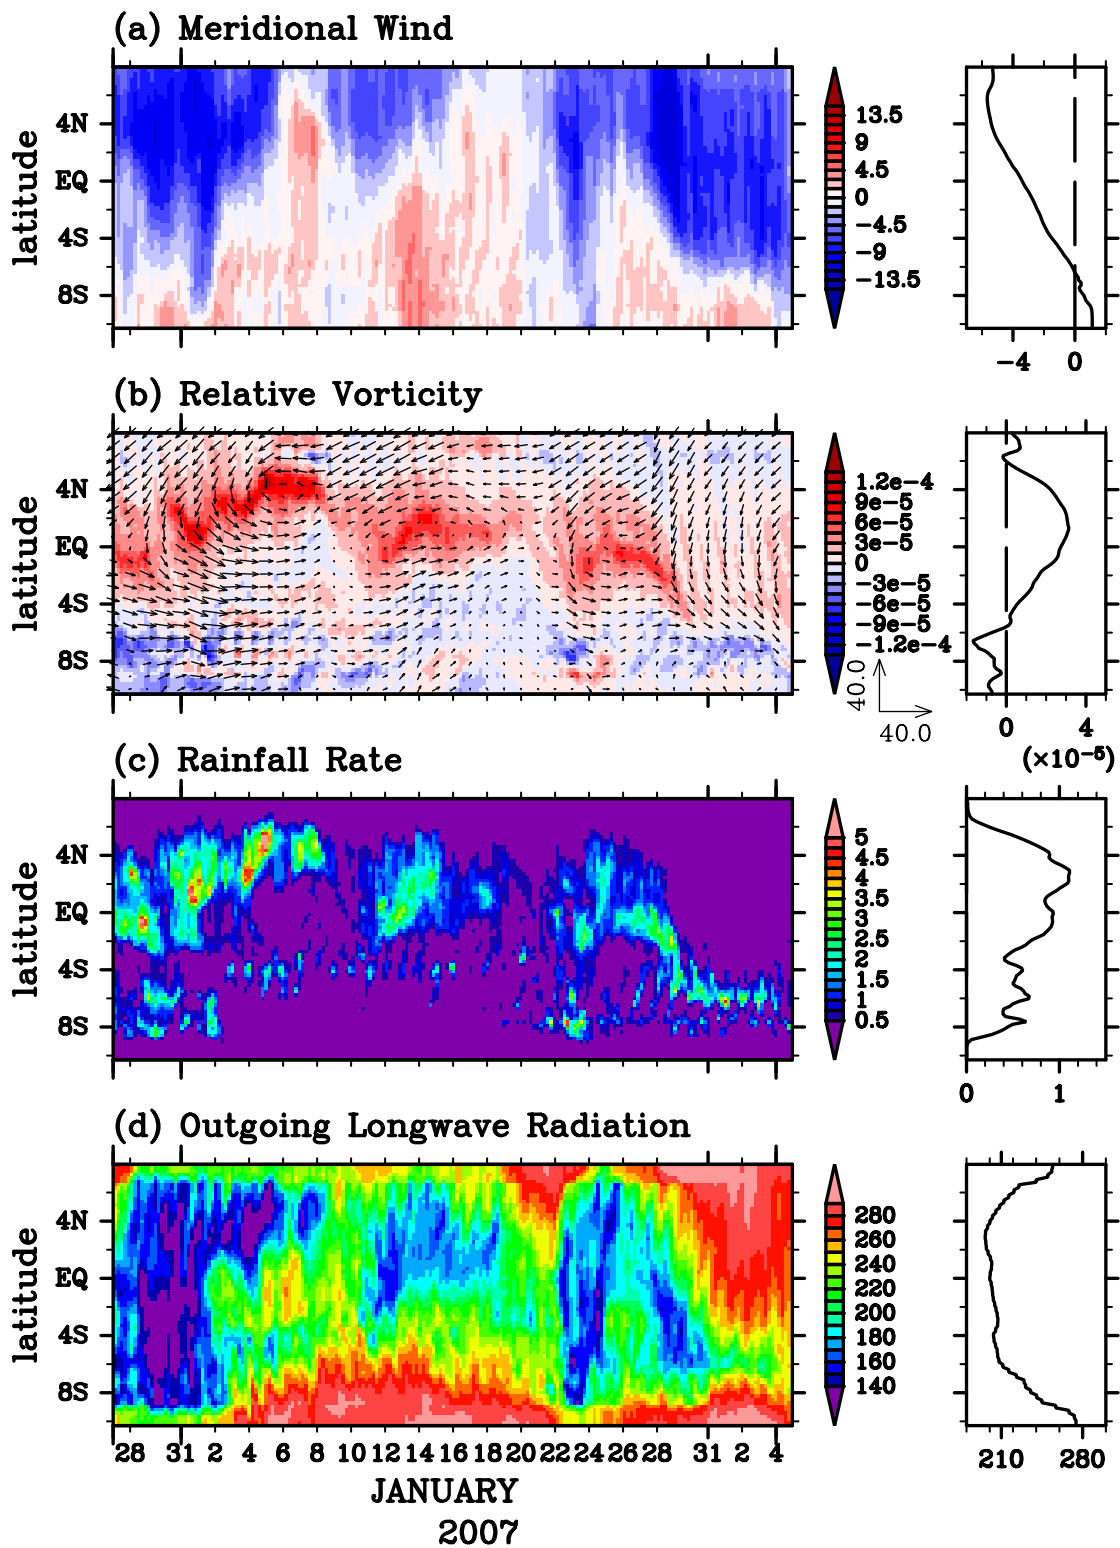 (a) Meridional Wind
latitude
4N
EQ
4S
8S
13.5
9
4.5
0
−4.5
−9
−13.5
−4 0
(b) Relative Vorticity
latitude
4N
EQ
4S
8S
1.2e−4
9e−5
6e−5
3e−5
0
−3e−5
−6e−5
−9e−5
−1.2e−4
40.0
40.0
0 4
(×10⁻⁵)
(c) Rainfall Rate
latitude
4N
EQ
4S
8S
5
4.5
4
3.5
3
2.5
2
1.5
1
0.5
0 1
(d) Outgoing Longwave Radiation
latitude
4N
EQ
4S
8S
280
260
240
220
200
180
160
140
210 280
28 31 2 4 6 8 10 12 14 16 18 20 22 24 26 28 31 2 4
JANUARY
2007